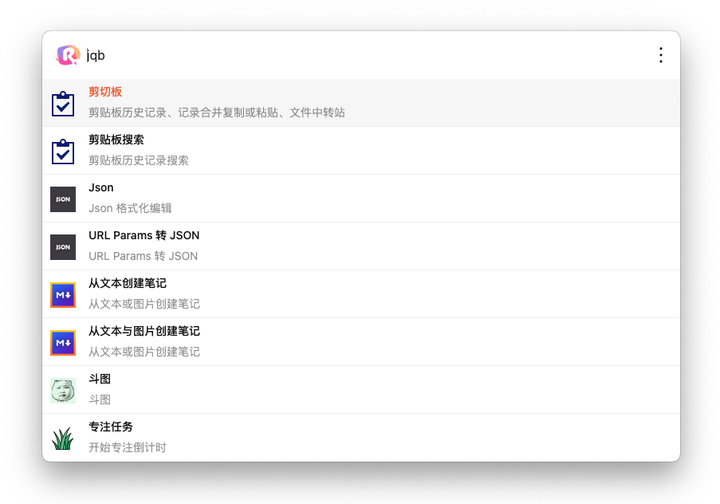 jqb
剪切板
剪贴板历史记录、记录合并复制或粘贴、文件中转站
剪贴板搜索
剪贴板历史记录搜索
JSON
Json
Json 格式化编辑
JSON
URL Params 转 JSON
URL Params 转 JSON
M
从文本创建笔记
从文本或图片创建笔记
M
从文本与图片创建笔记
从文本或图片创建笔记
斗图
斗图
专注任务
开始专注倒计时